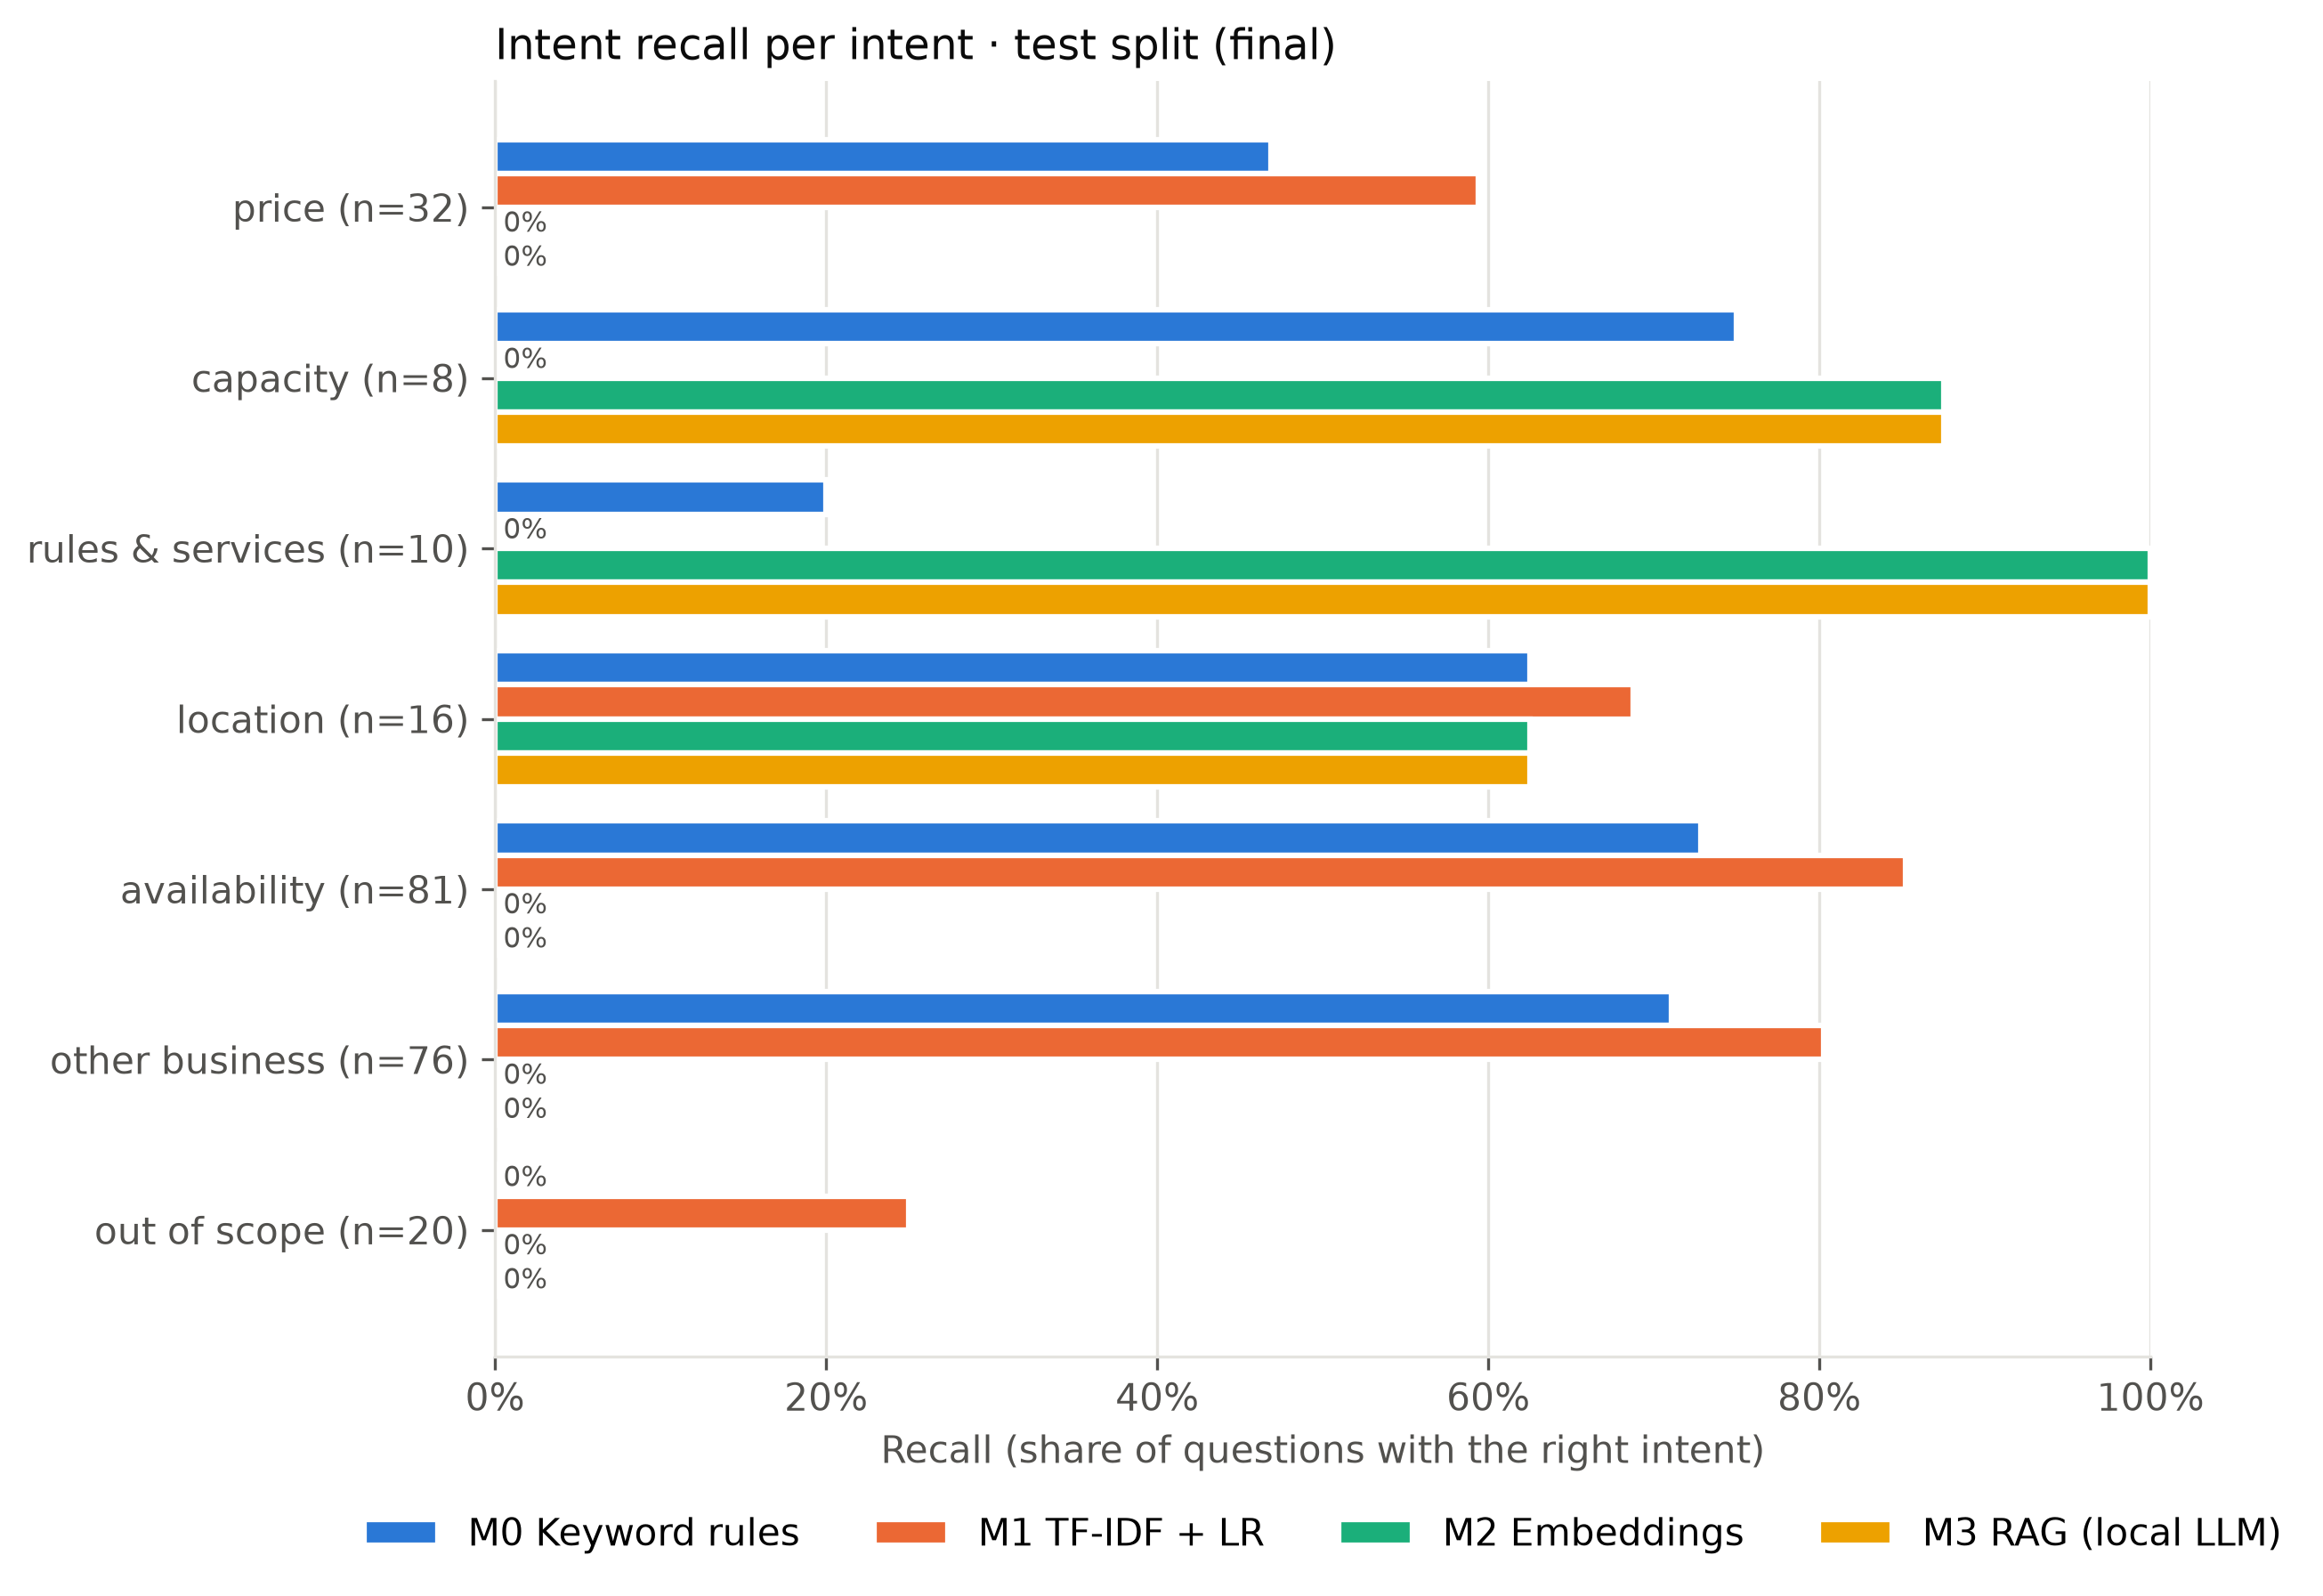 Intent recall per intent · test split (final)
price (n=32)
0%
0%
capacity (n=8)
0%
rules & services (n=10)
0%
location (n=16)
availability (n=81)
0%
0%
other business (n=76)
0%
0%
out of scope (n=20)
0%
0%
0%
0% 20% 40% 60% 80% 100%
Recall (share of questions with the right intent)
M0 Keyword rules M1 TF-IDF + LR M2 Embeddings M3 RAG (local LLM)